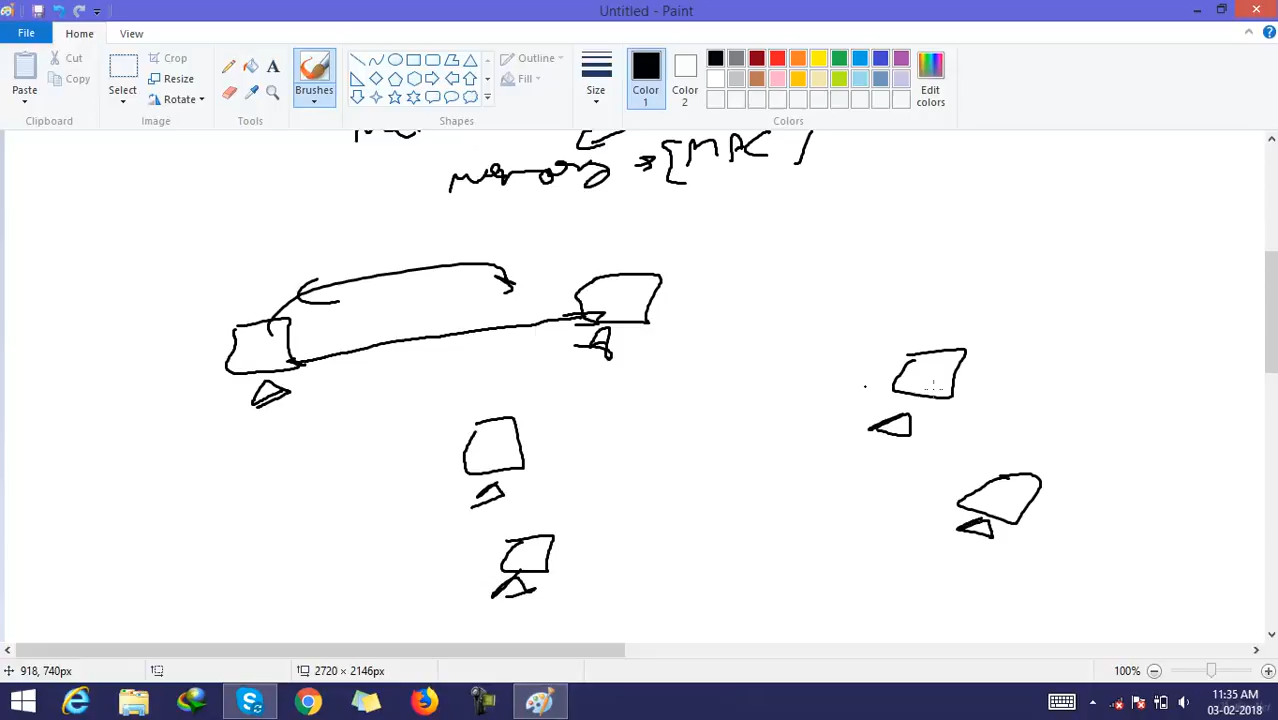 Untitled - Paint
File Home View
Cut
Copy
Paste
Clipboard
Crop
Resize
Rotate
Select
Image
A
Tools
Brushes
Shapes
Outline
Fill
Size
Color 1
Color 2
Edit colors
Colors
memory → [MAC]
918, 740px
2720 × 2146px
100%
11:35 AM
03-02-2018